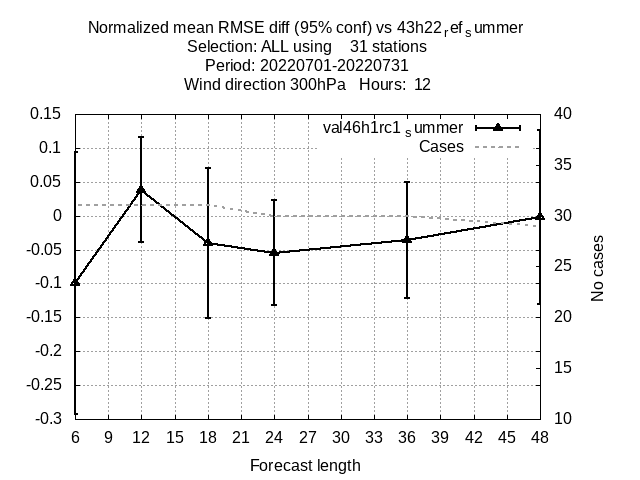 Normalized mean RMSE diff (95% conf) vs 43h22refsummer
Selection: ALL using 31 stations
Period: 20220701-20220731
Wind direction 300hPa Hours: 12
val46h1rc1summer
Cases
0.15
0.1
0.05
0
-0.05
-0.1
-0.15
-0.2
-0.25
-0.3
40
35
30
25
20
15
10
No cases
6 9 12 15 18 21 24 27 30 33 36 39 42 45 48
Forecast length